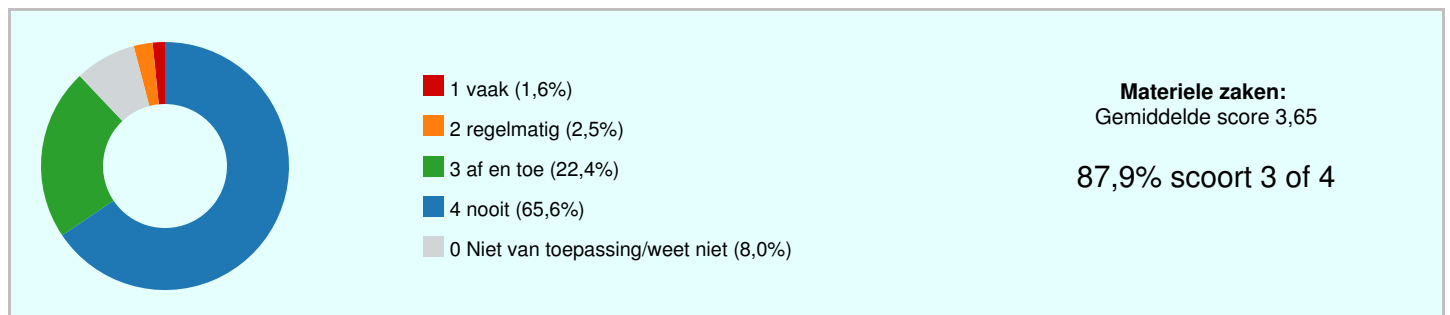 1 vaak (1,6%)
2 regelmatig (2,5%)
3 af en toe (22,4%)
4 nooit (65,6%)
0 Niet van toepassing/weet niet (8,0%)
Materiele zaken:
Gemiddelde score 3,65
87,9% scoort 3 of 4